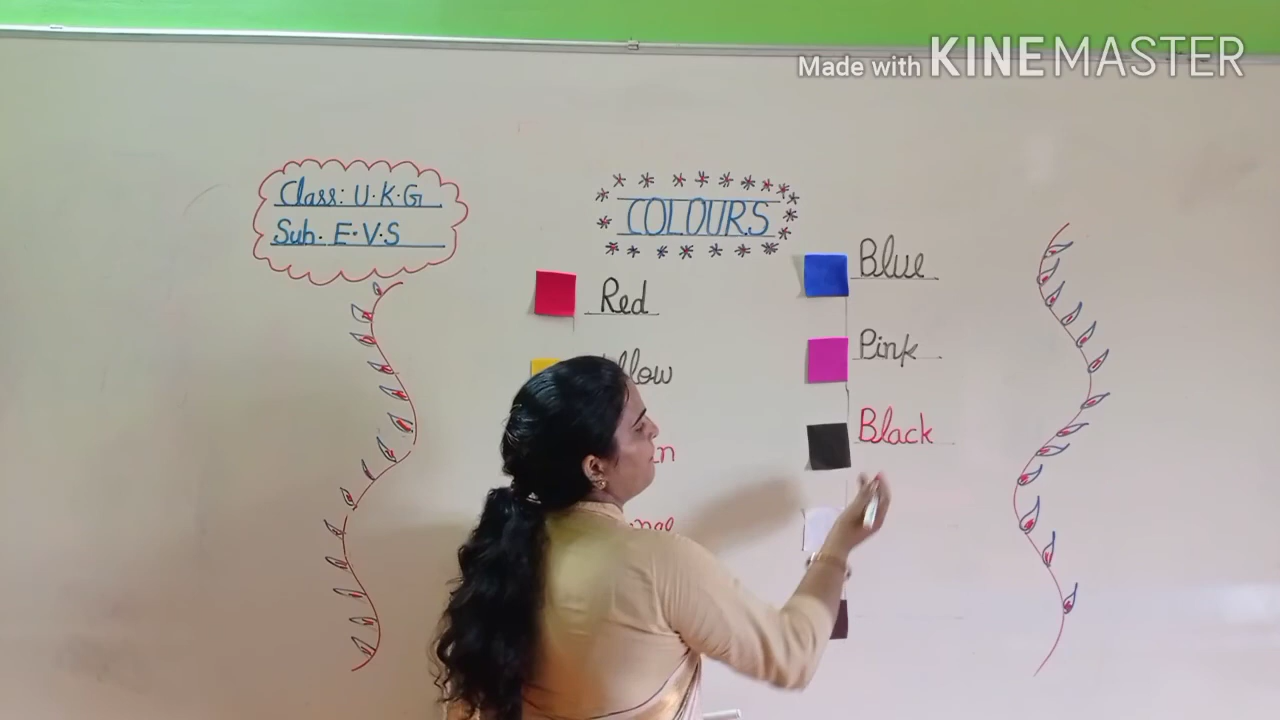 Made with KINEMASTER
Class: U.K.G
Sub. E.V.S
COLOURS
Red
Blue
Pink
Black